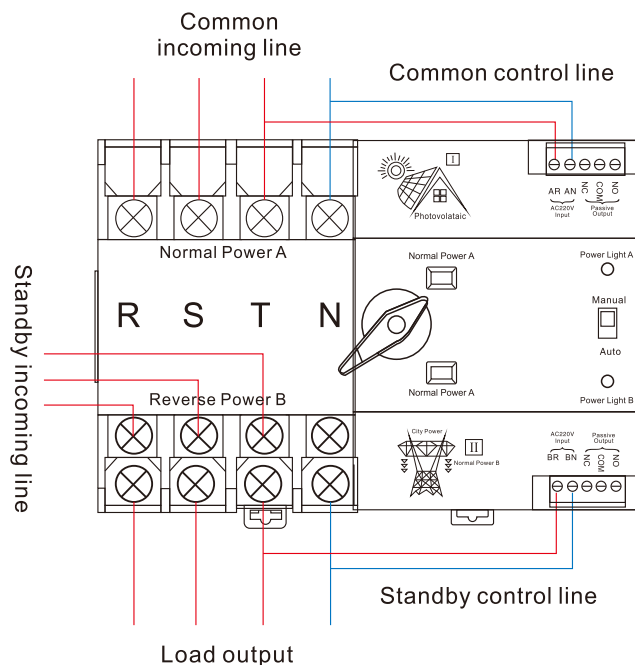 Common
incoming line
Common control line
I
AR AN NC COM NO
AC220V
Input
Passive
Output
Photovolataic
Normal Power A
Normal Power A
Power Light A
Standby incoming line
R S T N
Manual
Auto
Reverse Power B
Normal Power A
Power Light B
City Power
II
Normal Power B
AC220V
Input
Passive
Output
BR BN NC COM NO
Standby control line
Load output